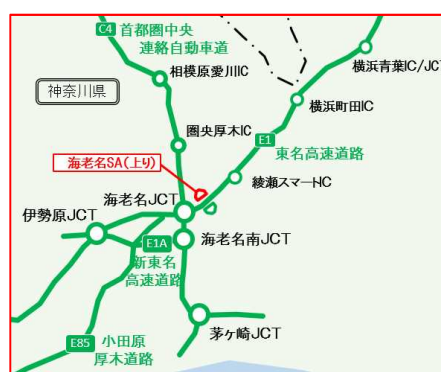 C4 首都圏中央
連絡自動車道
横浜青葉IC/JCT
相模原愛川IC
神奈川県
横浜町田IC
圏央厚木IC
E1
東名高速道路
海老名SA(上り)
綾瀬スマートIC
海老名JCT
伊勢原JCT
海老名南JCT
E1A
新東名
高速道路
茅ヶ崎JCT
E85 小田原
厚木道路